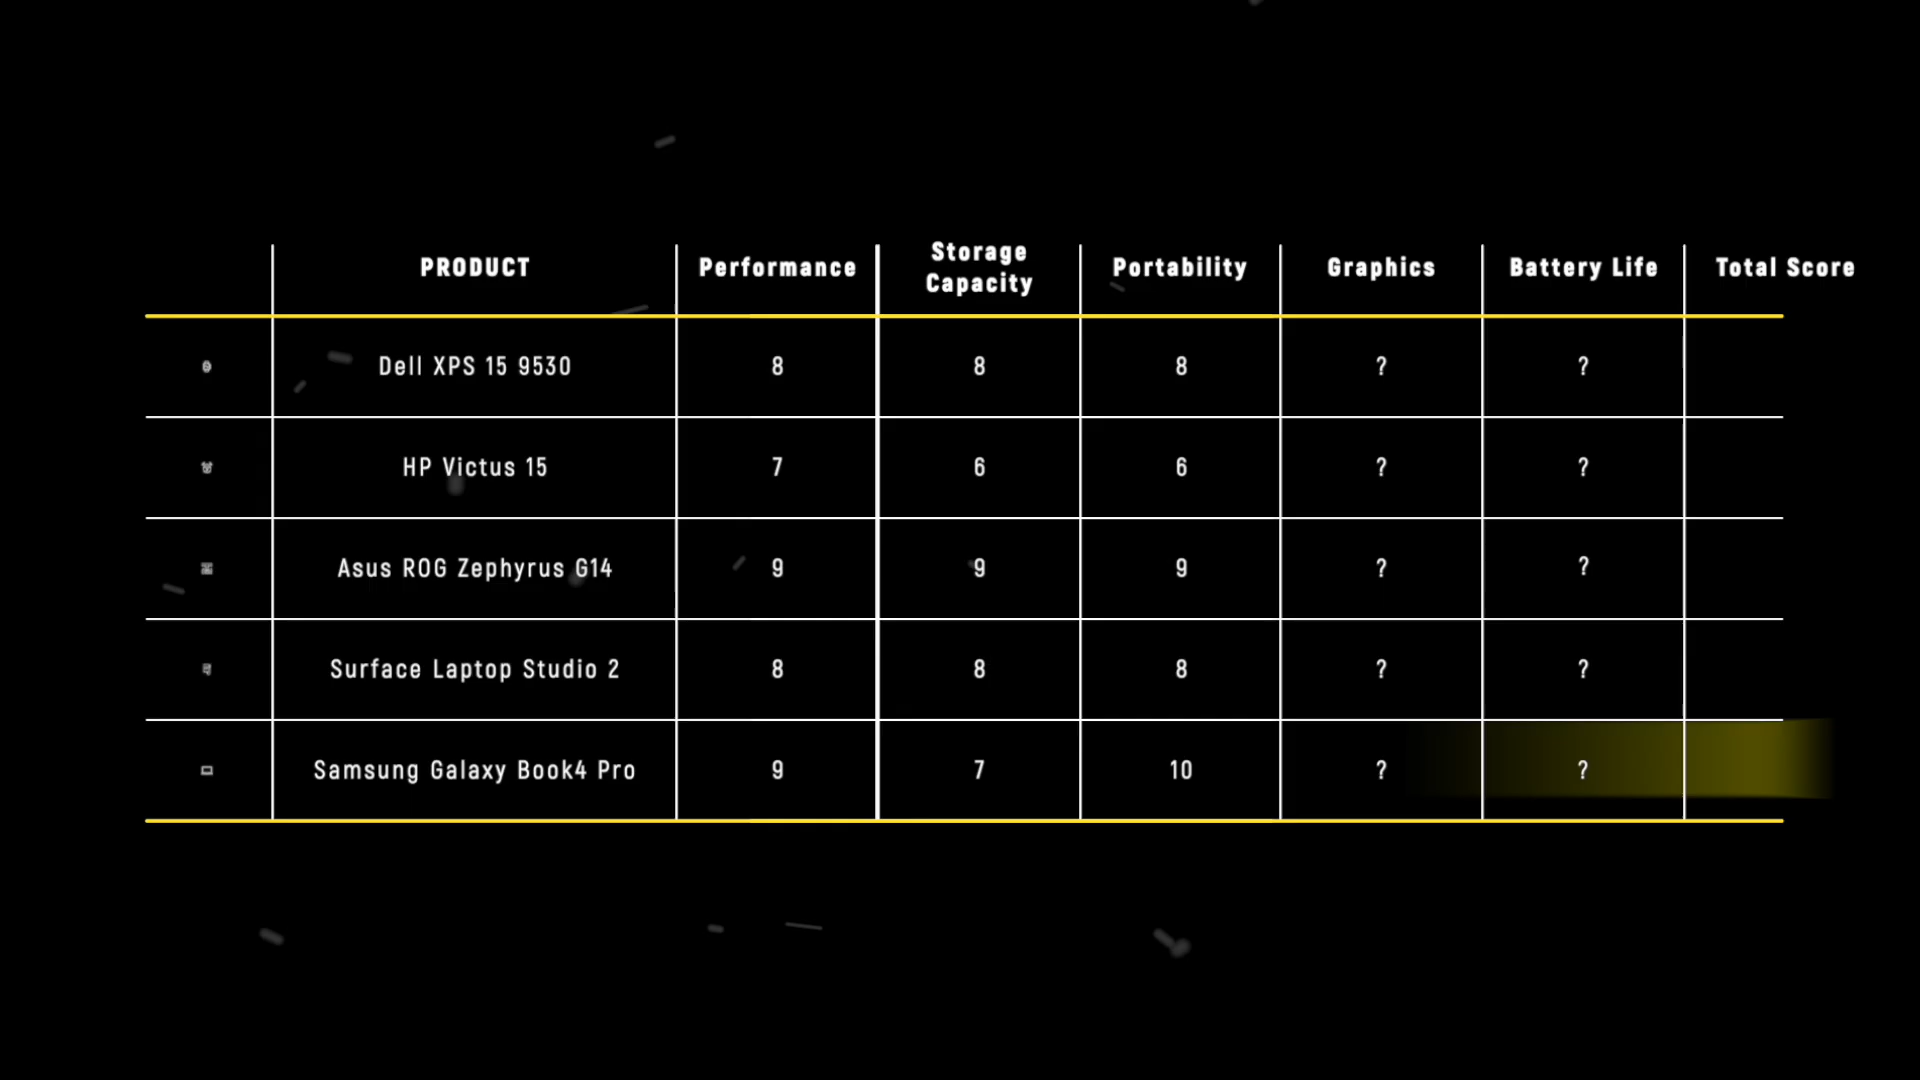 PRODUCT Performance Storage Capacity Portability Graphics Battery Life Total Score
Dell XPS 15 9530 8 8 8 ? ?
HP Victus 15 7 6 6 ? ?
Asus ROG Zephyrus G14 9 9 9 ? ?
Surface Laptop Studio 2 8 8 8 ? ?
Samsung Galaxy Book4 Pro 9 7 10 ? ?